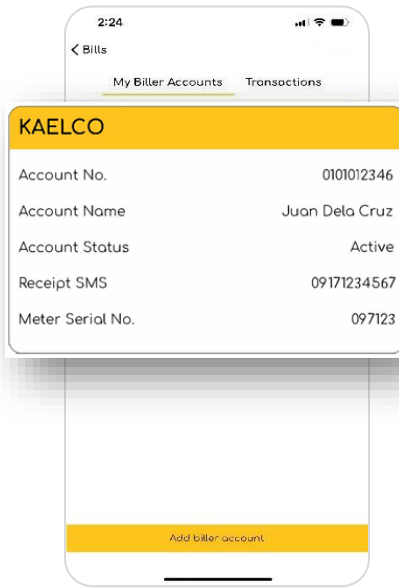 2:24
Bills
My Biller Accounts Transactions
KAELCO
Account No. 0101012346
Account Name Juan Dela Cruz
Account Status Active
Receipt SMS 09171234567
Meter Serial No. 097123
Add biller account